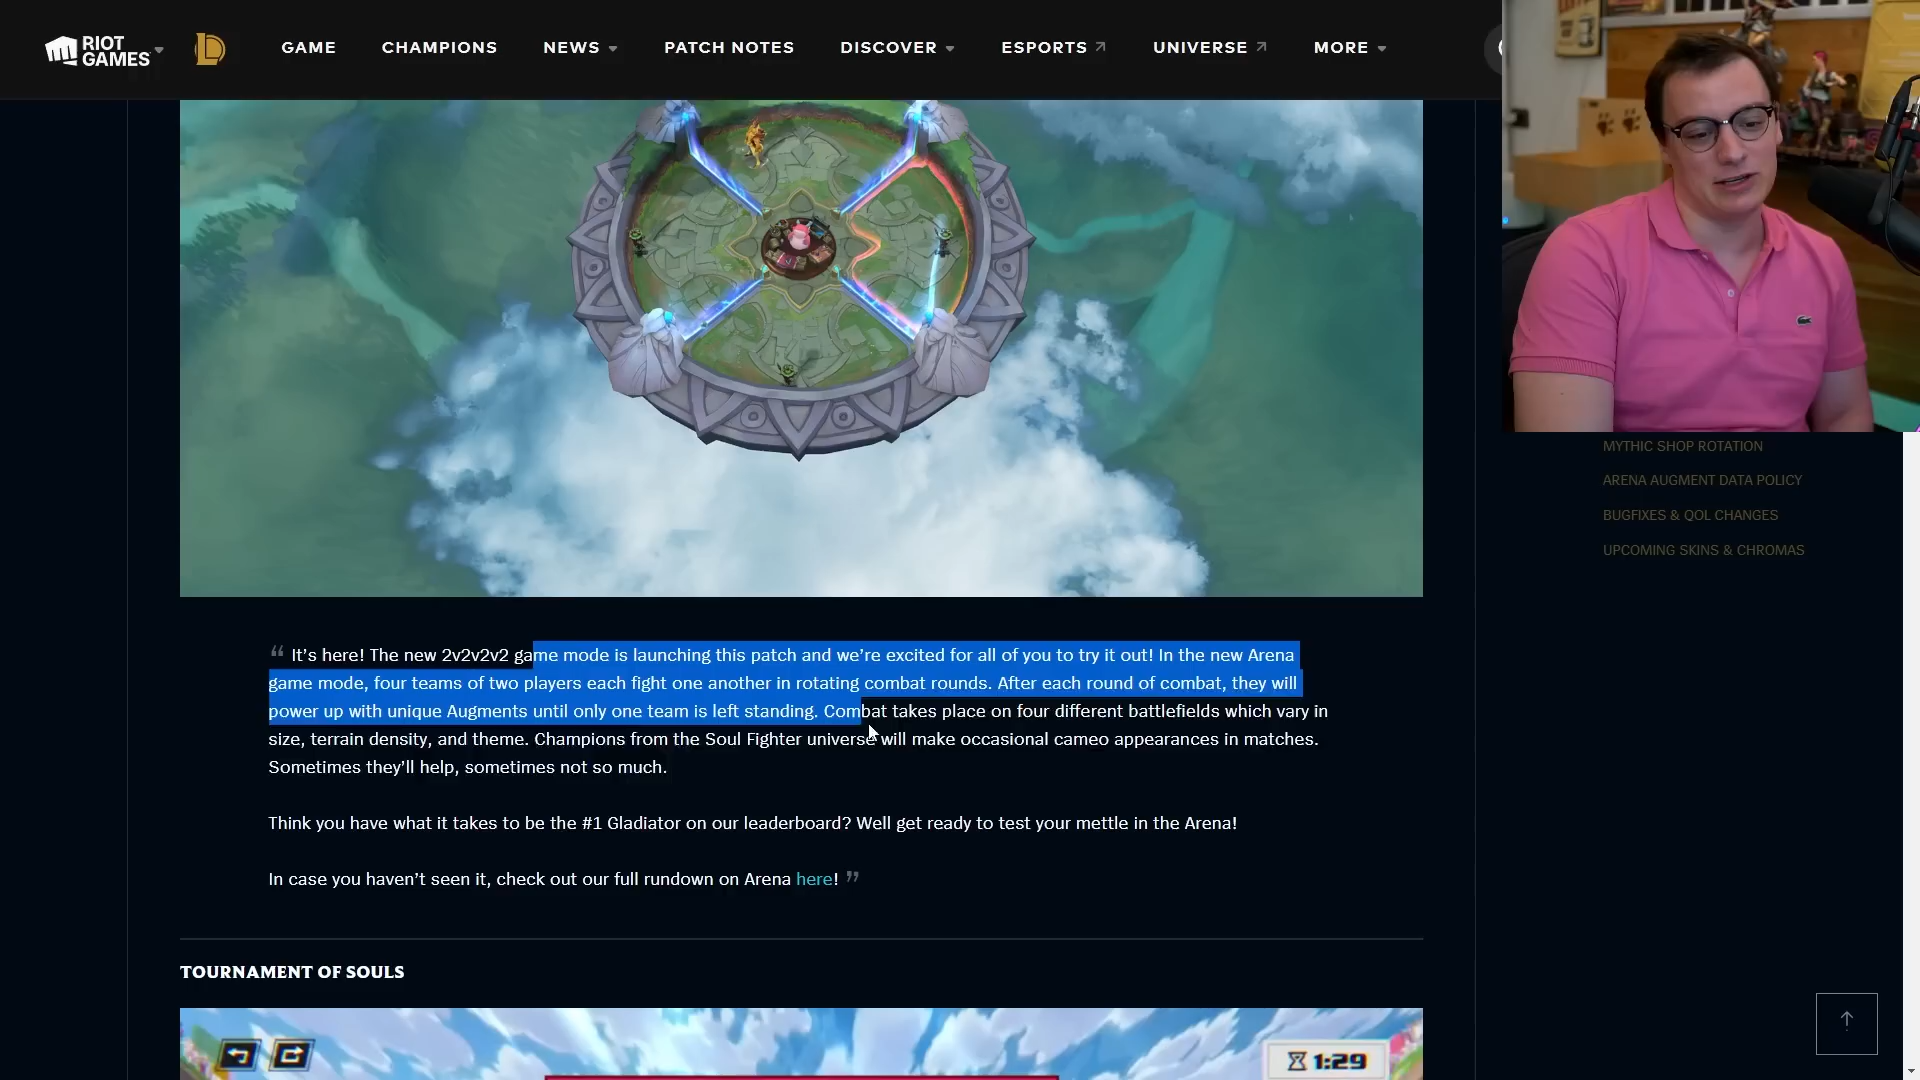 RIOT GAMES
GAME
CHAMPIONS
NEWS
PATCH NOTES
DISCOVER
ESPORTS
UNIVERSE
MORE
MYTHIC SHOP ROTATION
ARENA AUGMENT DATA POLICY
BUGFIXES & QOL CHANGES
UPCOMING SKINS & CHROMAS
“ It’s here! The new 2v2v2v2 game mode is launching this patch and we’re excited for all of you to try it out! In the new Arena
game mode, four teams of two players each fight one another in rotating combat rounds. After each round of combat, they will
power up with unique Augments until only one team is left standing. Combat takes place on four different battlefields which vary in
size, terrain density, and theme. Champions from the Soul Fighter universe will make occasional cameo appearances in matches.
Sometimes they’ll help, sometimes not so much.
Think you have what it takes to be the #1 Gladiator on our leaderboard? Well get ready to test your mettle in the Arena!
In case you haven’t seen it, check out our full rundown on Arena here! ”
TOURNAMENT OF SOULS
1:29